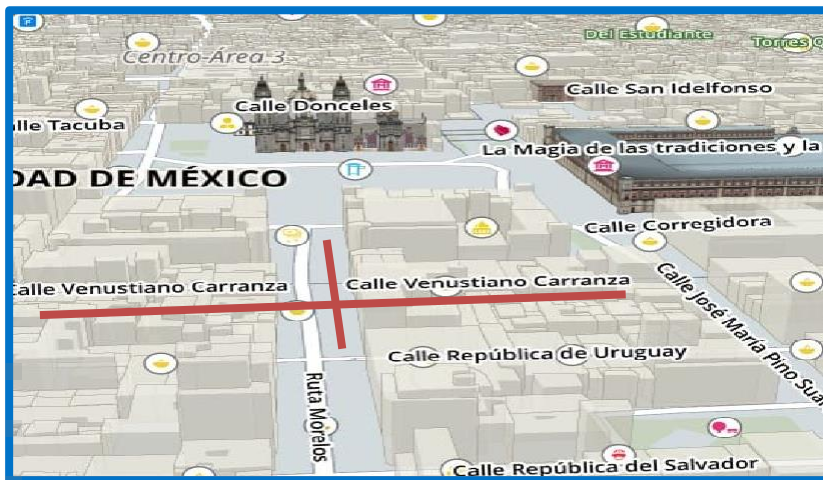 Del Estudiante
Torres
Centro-Área 3
Calle San Idelfonso
Calle Donceles
alle Tacuba
La Magia de las tradiciones y la
DAD DE MÉXICO
Calle Corregidora
Calle Venustiano Carranza
alle Venustiano Carranza
Calle José María Pino Sua
Calle República de Uruguay
Ruta Morelos
Calle República del Salvador